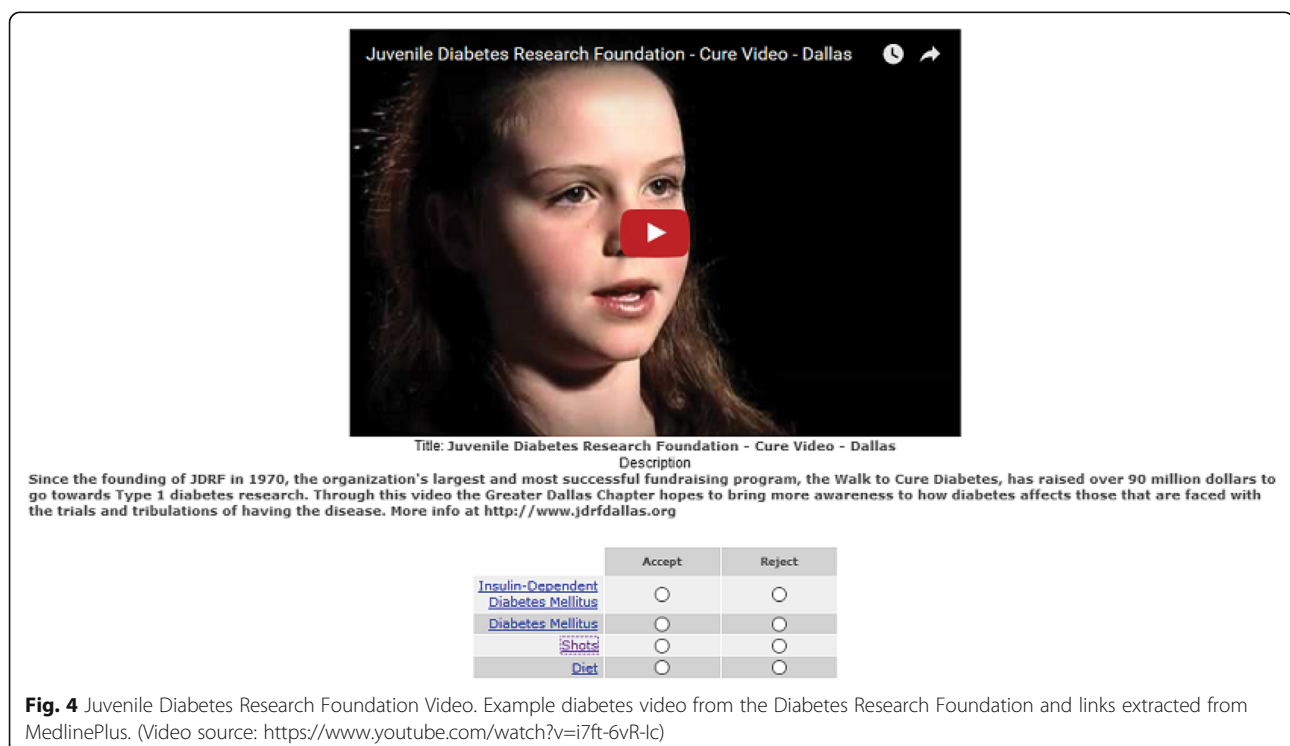 Juvenile Diabetes Research Foundation - Cure Video - Dallas
Title: Juvenile Diabetes Research Foundation - Cure Video - Dallas
Description
Since the founding of JDRF in 1970, the organization's largest and most successful fundraising program, the Walk to Cure Diabetes, has raised over 90 million dollars to
go towards Type 1 diabetes research. Through this video the Greater Dallas Chapter hopes to bring more awareness to how diabetes affects those that are faced with
the trials and tribulations of having the disease. More info at http://www.jdrfdallas.org
Accept Reject
Insulin-Dependent
Diabetes Mellitus
Diabetes Mellitus
Shots
Diet
Fig. 4 Juvenile Diabetes Research Foundation Video. Example diabetes video from the Diabetes Research Foundation and links extracted from
MedlinePlus. (Video source: https://www.youtube.com/watch?v=i7ft-6vR-Ic)